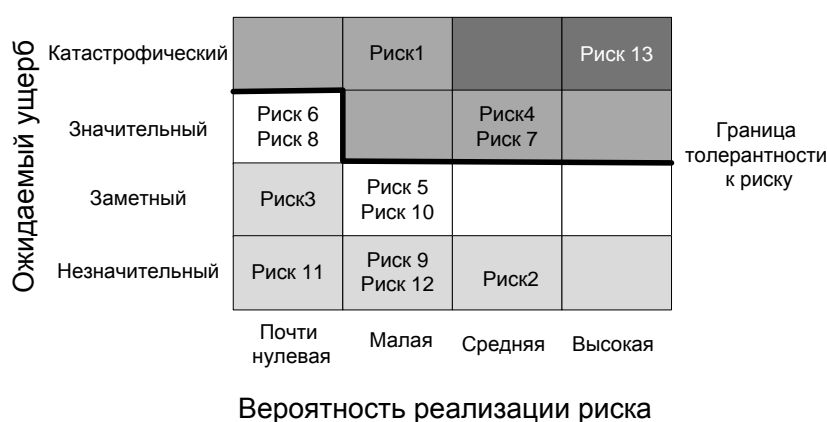 Ожидаемый ущерб
Катастрофический
Риск1
Риск 13
Значительный
Риск 6
Риск 8
Риск4
Риск 7
Граница
толерантности
к риску
Заметный
Риск3
Риск 5
Риск 10
Незначительный
Риск 11
Риск 9
Риск 12
Риск2
Почти
нулевая
Малая
Средняя
Высокая
Вероятность реализации риска